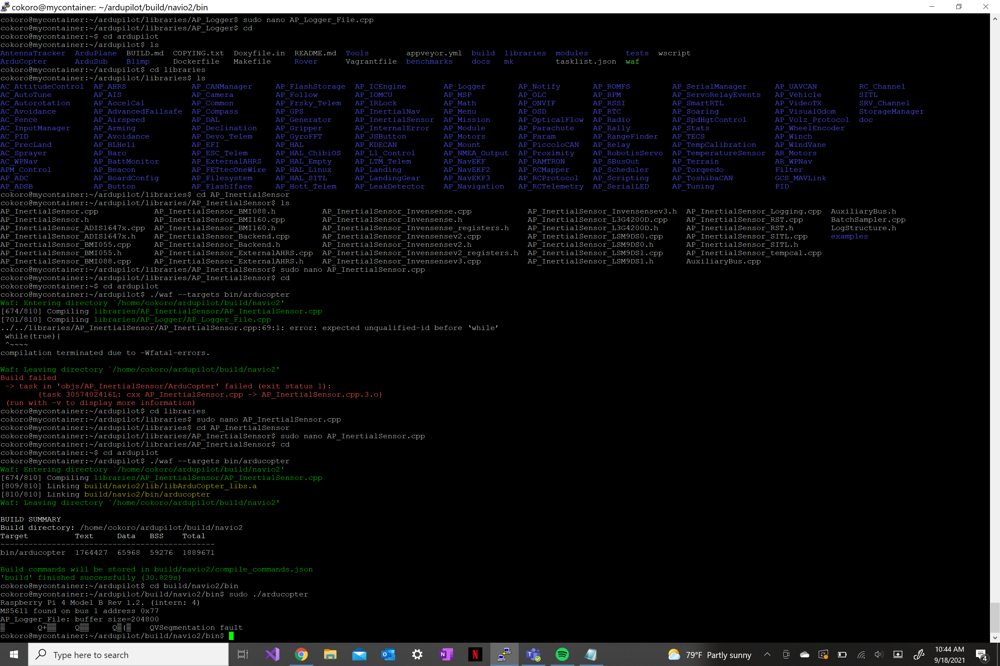 cokoro@mycontainer: ~/ardupilot/build/navio2/bin
cokoro@mycontainer:~/ardupilot/libraries/AP_Logger$ sudo nano AP_Logger_File.cpp
cokoro@mycontainer:~/ardupilot/libraries/AP_Logger$ cd
cokoro@mycontainer:~$ cd ardupilot
cokoro@mycontainer:~/ardupilot$ ls
AntennaTracker ArduPlane BUILD.md COPYING.txt Doxyfile.in README.md Tools appveyor.yml build libraries modules tests wscript
ArduCopter ArduSub Blimp Dockerfile Makefile Rover Vagrantfile benchmarks docs mk tasklist.json waf
cokoro@mycontainer:~/ardupilot$ cd libraries
cokoro@mycontainer:~/ardupilot/libraries$ ls
AC_AttitudeControl AP_AHRS AP_CANManager AP_FlashStorage AP_ICEngine AP_Logger AP_Notify AP_ROMFS AP_SerialManager AP_UAVCAN RC_Channel
AC_AutoTune AP_AIS AP_Camera AP_Follow AP_IOMCU AP_MSP AP_OLC AP_RPM AP_ServoRelayEvents AP_Vehicle SITL
AC_Autorotation AP_AccelCal AP_Common AP_Frsky_Telem AP_IRLock AP_Math AP_ONVIF AP_RSSI AP_SmartRTL AP_VideoTX SRV_Channel
AC_Avoidance AP_AdvancedFailsafe AP_Compass AP_GPS AP_InertialNav AP_Menu AP_OSD AP_RTC AP_Soaring AP_VisualOdom StorageManager
AC_Fence AP_Airspeed AP_DAL AP_Generator AP_InertialSensor AP_Mission AP_OpticalFlow AP_Radio AP_SpdHgtControl AP_Volz_Protocol doc
AC_InputManager AP_Arming AP_Declination AP_Gripper AP_InternalError AP_Module AP_Parachute AP_Rally AP_Stats AP_WheelEncoder
AC_PID AP_Avoidance AP_Devo_Telem AP_GyroFFT AP_JSButton AP_Motors AP_Param AP_RangeFinder AP_TECS AP_Winch
AC_PrecLand AP_BLHeli AP_EFI AP_HAL AP_KDECAN AP_Mount AP_PiccoloCAN AP_Relay AP_TempCalibration AP_WindVane
AC_Sprayer AP_Baro AP_ESC_Telem AP_HAL_ChibiOS AP_L1_Control AP_NMEA_Output AP_Proximity AP_RobotisServo AP_TemperatureSensor AR_Motors
AC_WPNav AP_BattMonitor AP_ExternalAHRS AP_HAL_Empty AP_LTM_Telem AP_NavEKF AP_RAMTRON AP_SBusOut AP_Terrain AR_WPNav
APM_Control AP_Beacon AP_FETtecOneWire AP_HAL_Linux AP_Landing AP_NavEKF2 AP_RCMapper AP_Scheduler AP_Torqeedo Filter
AP_ADC AP_BoardConfig AP_Filesystem AP_HAL_SITL AP_LandingGear AP_NavEKF3 AP_RCProtocol AP_Scripting AP_ToshibaCAN GCS_MAVLink
AP_ADSB AP_Button AP_FlashIface AP_Hott_Telem AP_LeakDetector AP_Navigation AP_RCTelemetry AP_SerialLED AP_Tuning PID
cokoro@mycontainer:~/ardupilot/libraries$ cd AP_InertialSensor
cokoro@mycontainer:~/ardupilot/libraries/AP_InertialSensor$ ls
AP_InertialSensor.cpp AP_InertialSensor_BMI088.h AP_InertialSensor_Invensense.cpp AP_InertialSensor_Invensensev3.h AP_InertialSensor_Logging.cpp AuxiliaryBus.h
AP_InertialSensor.h AP_InertialSensor_BMI160.cpp AP_InertialSensor_Invensense.h AP_InertialSensor_L3G4200D.cpp AP_InertialSensor_RST.cpp BatchSampler.cpp
AP_InertialSensor_ADIS1647x.cpp AP_InertialSensor_BMI160.h AP_InertialSensor_Invensense_registers.h AP_InertialSensor_L3G4200D.h AP_InertialSensor_RST.h LogStructure.h
AP_InertialSensor_ADIS1647x.h AP_InertialSensor_Backend.cpp AP_InertialSensor_Invensensev2.cpp AP_InertialSensor_LSM9DS0.cpp AP_InertialSensor_SITL.cpp examples
AP_InertialSensor_BMI055.cpp AP_InertialSensor_Backend.h AP_InertialSensor_Invensensev2.h AP_InertialSensor_LSM9DS0.h AP_InertialSensor_SITL.h
AP_InertialSensor_BMI055.h AP_InertialSensor_ExternalAHRS.cpp AP_InertialSensor_Invensensev2_registers.h AP_InertialSensor_LSM9DS1.cpp AP_InertialSensor_tempcal.cpp
AP_InertialSensor_BMI088.cpp AP_InertialSensor_ExternalAHRS.h AP_InertialSensor_Invensensev3.cpp AP_InertialSensor_LSM9DS1.h AuxiliaryBus.cpp
cokoro@mycontainer:~/ardupilot/libraries/AP_InertialSensor$ sudo nano AP_InertialSensor.cpp
cokoro@mycontainer:~/ardupilot/libraries/AP_InertialSensor$ cd
cokoro@mycontainer:~$ cd ardupilot
cokoro@mycontainer:~/ardupilot$ ./waf --targets bin/arducopter
Waf: Entering directory `/home/cokoro/ardupilot/build/navio2'
[674/810] Compiling libraries/AP_InertialSensor/AP_InertialSensor.cpp
[701/810] Compiling libraries/AP_Logger/AP_Logger_File.cpp
../../libraries/AP_InertialSensor/AP_InertialSensor.cpp:69:1: error: expected unqualified-id before ‘while’
while(true){
^~~~~
compilation terminated due to -Wfatal-errors.
Waf: Leaving directory `/home/cokoro/ardupilot/build/navio2'
Build failed
-> task in 'objs/AP_InertialSensor/ArduCopter' failed (exit status 1):
{task 3057402416L: cxx AP_InertialSensor.cpp -> AP_InertialSensor.cpp.3.o}
(run with -v to display more information)
cokoro@mycontainer:~/ardupilot$ cd libraries
cokoro@mycontainer:~/ardupilot/libraries$ sudo nano AP_InertialSensor.cpp
cokoro@mycontainer:~/ardupilot/libraries$ cd AP_InertialSensor
cokoro@mycontainer:~/ardupilot/libraries/AP_InertialSensor$ sudo nano AP_InertialSensor.cpp
cokoro@mycontainer:~/ardupilot/libraries/AP_InertialSensor$ cd
cokoro@mycontainer:~$ cd ardupilot
cokoro@mycontainer:~/ardupilot$ ./waf --targets bin/arducopter
Waf: Entering directory `/home/cokoro/ardupilot/build/navio2'
[674/810] Compiling libraries/AP_InertialSensor/AP_InertialSensor.cpp
[809/810] Linking build/navio2/lib/libArduCopter_libs.a
[810/810] Linking build/navio2/bin/arducopter
Waf: Leaving directory `/home/cokoro/ardupilot/build/navio2'
BUILD SUMMARY
Build directory: /home/cokoro/ardupilot/build/navio2
Target Text Data BSS Total
----------------------------------------------
bin/arducopter 1764427 65968 59276 1889671
Build commands will be stored in build/navio2/compile_commands.json
'build' finished successfully (30.829s)
cokoro@mycontainer:~/ardupilot$ cd build/navio2/bin
cokoro@mycontainer:~/ardupilot/build/navio2/bin$ sudo ./arducopter
Raspberry Pi 4 Model B Rev 1.2. (intern: 4)
MS5611 found on bus 1 address 0x77
AP_Logger_File: buffer size=204800
▒ Q+▒▒ Q▒▒ Q▒(▒ QVSegmentation fault
cokoro@mycontainer:~/ardupilot/build/navio2/bin$
Type here to search
79°F Partly sunny
10:44 AM
9/18/2021
4